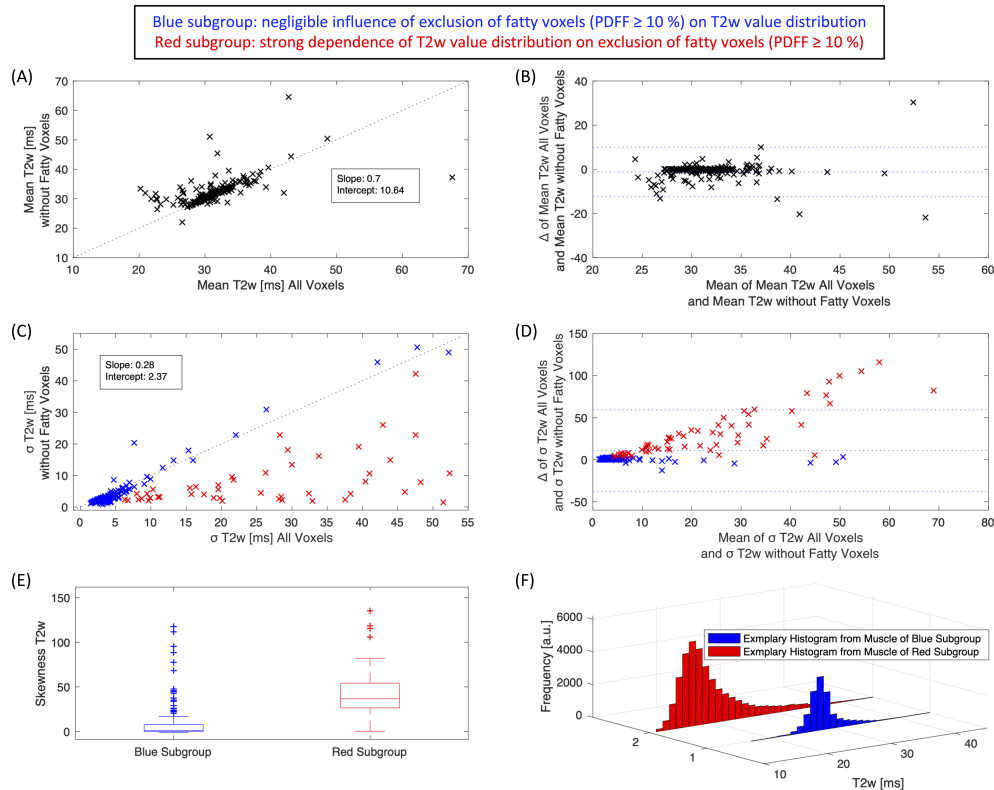 Blue subgroup: negligible influence of exclusion of fatty voxels (PDFF ≥ 10 %) on T2w value distribution
Red subgroup: strong dependence of T2w value distribution on exclusion of fatty voxels (PDFF ≥ 10 %)
(A)
70
60
50
40
30
20
10
Mean T2w [ms]
without Fatty Voxels
Slope: 0.7
Intercept: 10.64
10 20 30 40 50 60 70
Mean T2w [ms] All Voxels
(B)
40
20
0
-20
-40
Δ of Mean T2w All Voxels
and Mean T2w without Fatty Voxels
20 25 30 35 40 45 50 55 60
Mean of Mean T2w All Voxels
and Mean T2w without Fatty Voxels
(C)
50
40
30
20
10
0
σ T2w [ms]
without Fatty Voxels
Slope: 0.28
Intercept: 2.37
0 5 10 15 20 25 30 35 40 45 50 55
σ T2w [ms] All Voxels
(D)
150
100
50
0
-50
Δ of σ T2w All Voxels
and σ T2w without Fatty Voxels
0 10 20 30 40 50 60 70 80
Mean of σ T2w All Voxels
and σ T2w without Fatty Voxels
(E)
150
100
50
0
Skewness T2w
Blue Subgroup Red Subgroup
(F)
6000
4000
2000
0
Frequency [a.u.]
Exmplary Histogram from Muscle of Blue Subgroup
Exmplary Histogram from Muscle of Red Subgroup
2
1
10 20 30 40
T2w [ms]